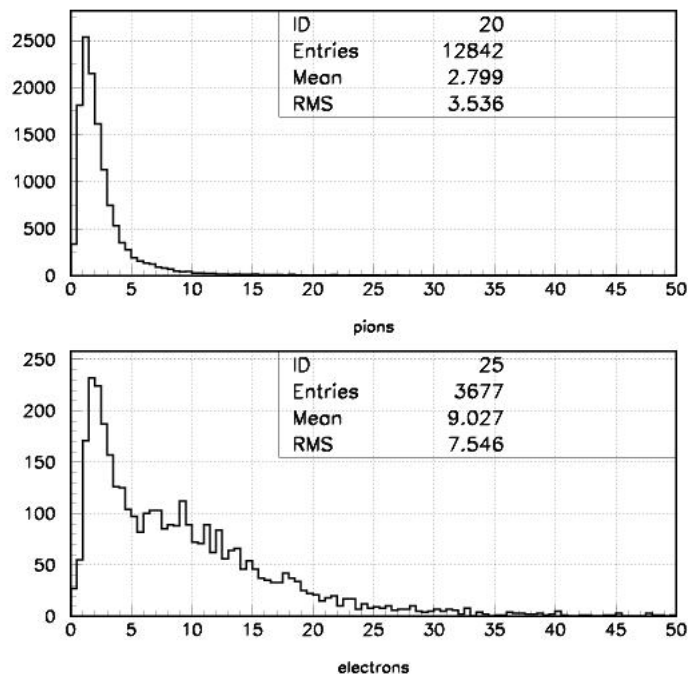 ID 20
Entries 12842
Mean 2.799
RMS 3.536
2500
2000
1500
1000
500
0
0 5 10 15 20 25 30 35 40 45 50
pions
ID 25
Entries 3677
Mean 9.027
RMS 7.546
250
200
150
100
50
0
0 5 10 15 20 25 30 35 40 45 50
electrons